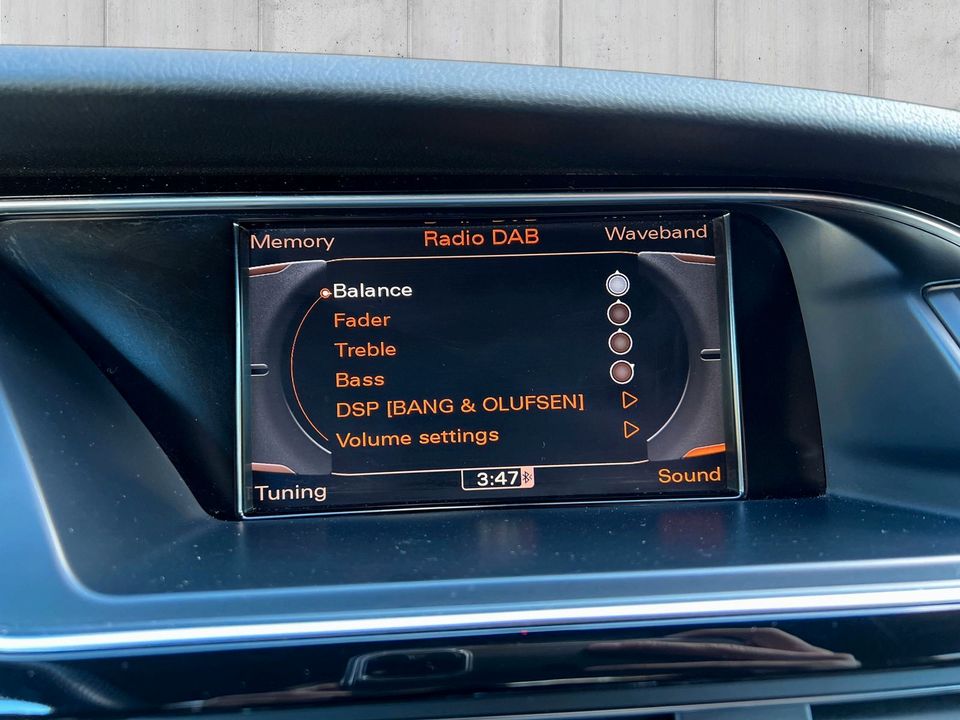 Memory
Radio DAB
Waveband
Balance
Fader
Treble
Bass
DSP [BANG & OLUFSEN]
Volume settings
3:47
Tuning
Sound